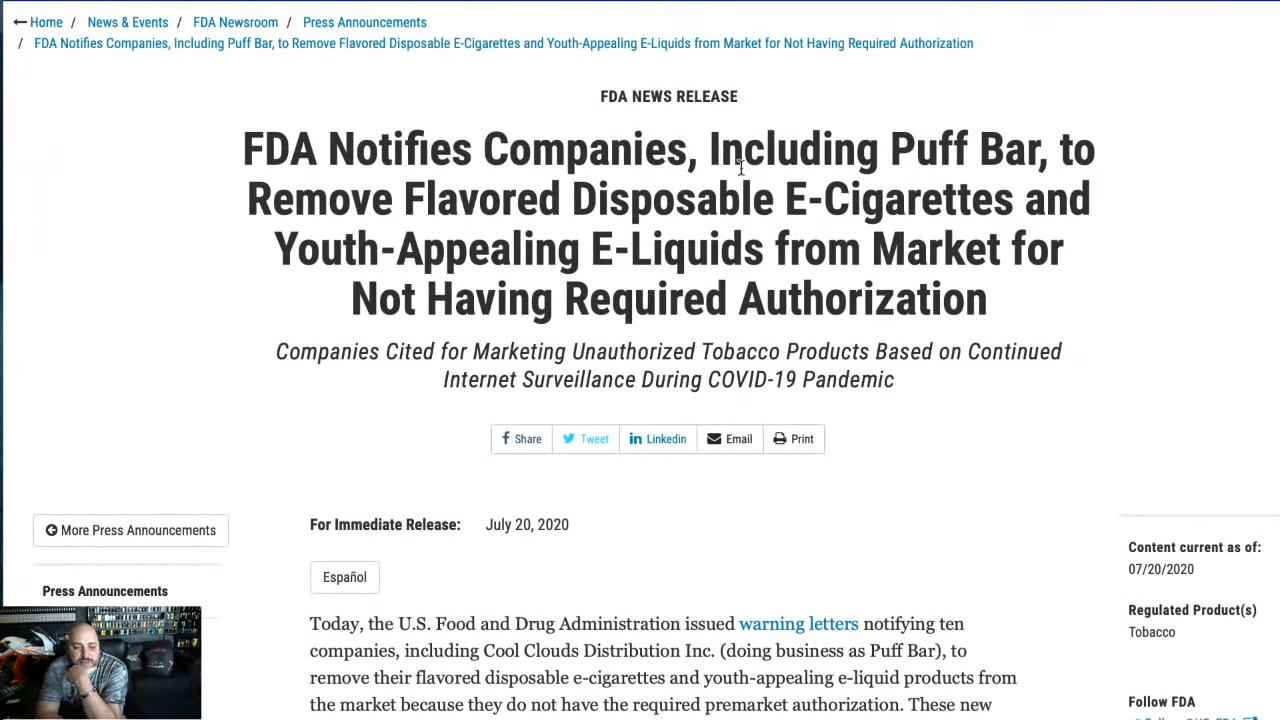 Home / News & Events / FDA Newsroom / Press Announcements
/ FDA Notifies Companies, Including Puff Bar, to Remove Flavored Disposable E-Cigarettes and Youth-Appealing E-Liquids from Market for Not Having Required Authorization
FDA NEWS RELEASE
FDA Notifies Companies, Including Puff Bar, to
Remove Flavored Disposable E-Cigarettes and
Youth-Appealing E-Liquids from Market for
Not Having Required Authorization
Companies Cited for Marketing Unauthorized Tobacco Products Based on Continued
Internet Surveillance During COVID-19 Pandemic
Share Tweet Linkedin Email Print
More Press Announcements
Press Announcements
For Immediate Release: July 20, 2020
Español
Today, the U.S. Food and Drug Administration issued warning letters notifying ten
companies, including Cool Clouds Distribution Inc. (doing business as Puff Bar), to
remove their flavored disposable e-cigarettes and youth-appealing e-liquid products from
the market because they do not have the required premarket authorization. These new
Content current as of:
07/20/2020
Regulated Product(s)
Tobacco
Follow FDA